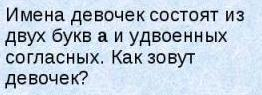 Имена девочек состоят из
двух букв а и удвоенных
согласных. Как зовут
девочек?